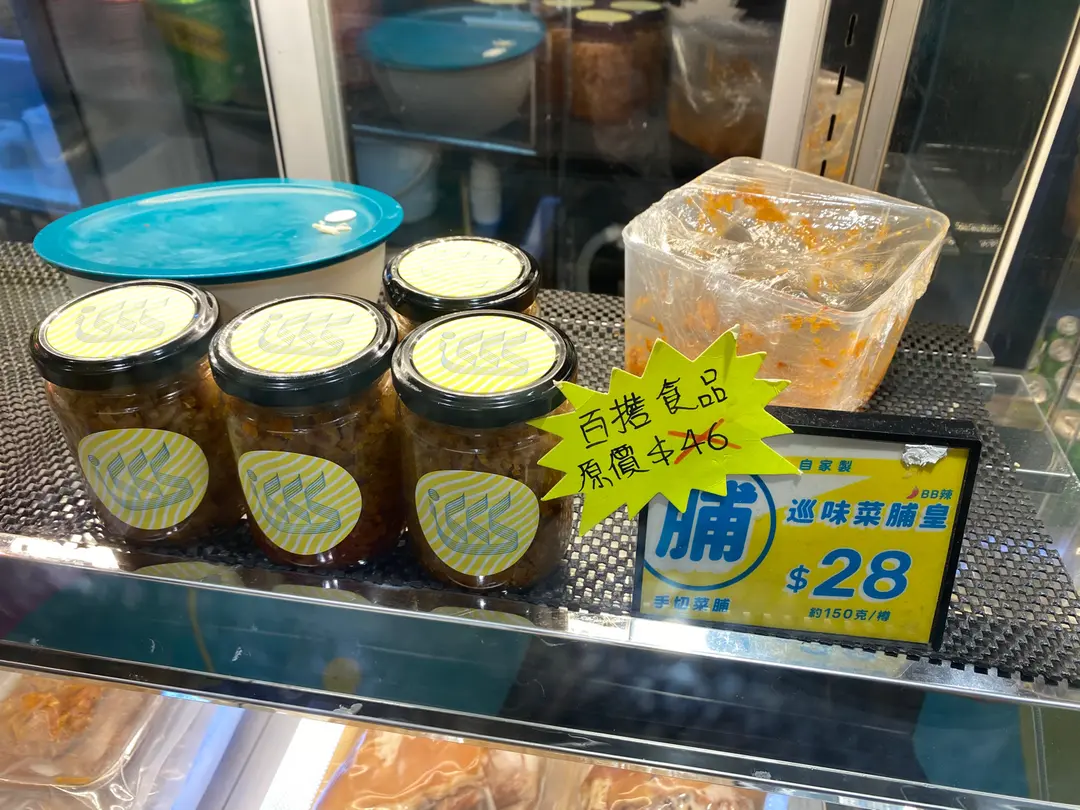 百搭食品
原價$46
自家製
BB辣
巡味菜脯皇
脯
$28
手切菜脯
約150克/樽